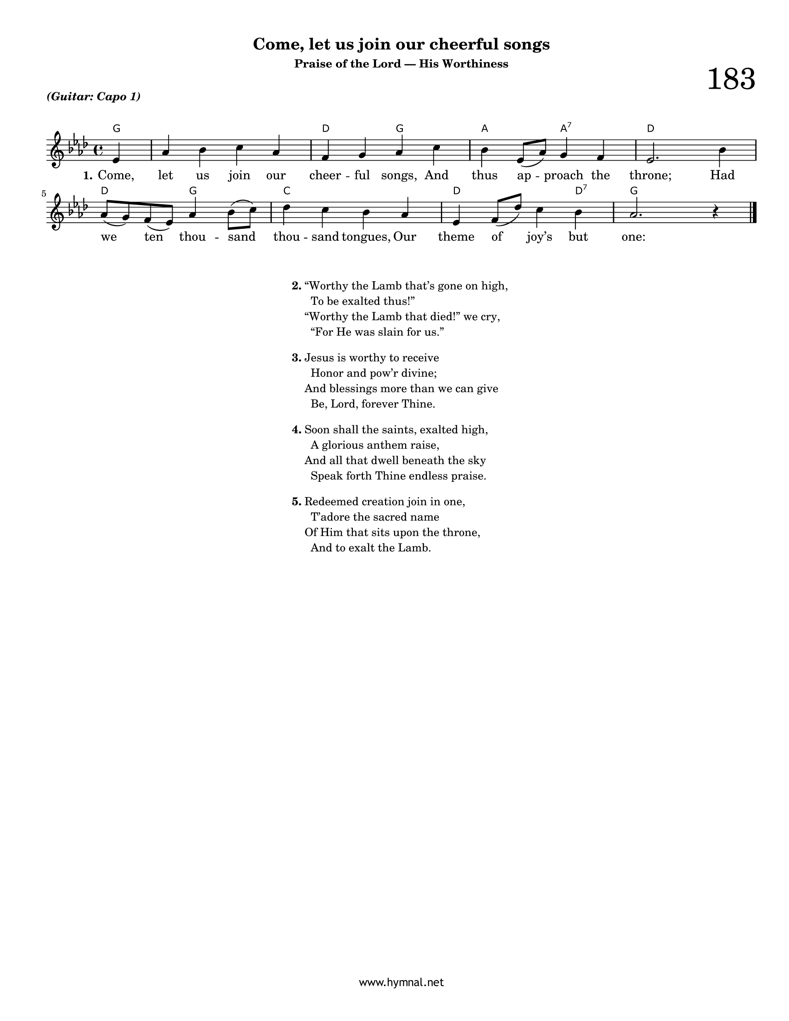 Come, let us join our cheerful songs
Praise of the Lord — His Worthiness
183
(Guitar: Capo 1)
G D G A A7 D
1. Come, let us join our cheer - ful songs, And thus ap - proach the throne; Had
5
D G C D D7 G
we ten thou - sand thou - sand tongues, Our theme of joy's but one:
2. “Worthy the Lamb that's gone on high,
To be exalted thus!”
“Worthy the Lamb that died!” we cry,
“For He was slain for us.”
3. Jesus is worthy to receive
Honor and pow'r divine;
And blessings more than we can give
Be, Lord, forever Thine.
4. Soon shall the saints, exalted high,
A glorious anthem raise,
And all that dwell beneath the sky
Speak forth Thine endless praise.
5. Redeemed creation join in one,
T'adore the sacred name
Of Him that sits upon the throne,
And to exalt the Lamb.
www.hymnal.net